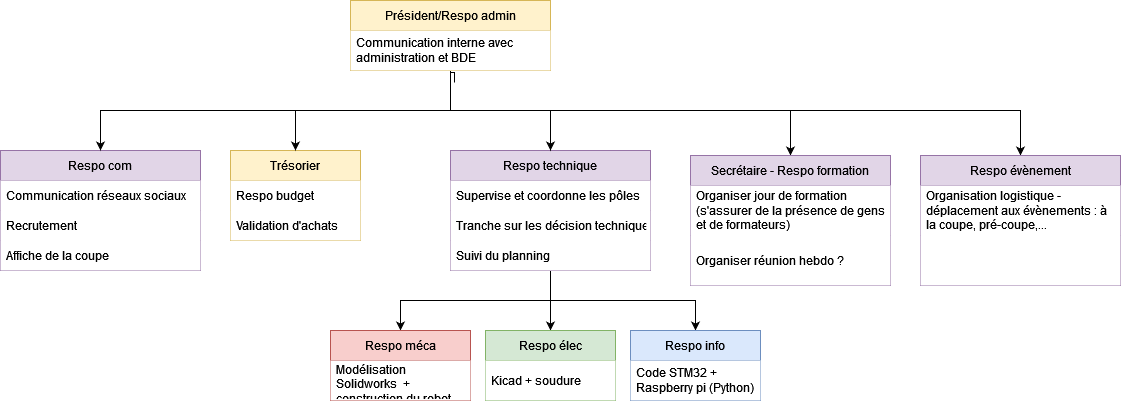 Président/Respo admin
Communication interne avec
administration et BDE
Respo com
Communication réseaux sociaux
Recrutement
Affiche de la coupe
Trésorier
Respo budget
Validation d'achats
Respo technique
Supervise et coordonne les pôles
Tranche sur les décision technique
Suivi du planning
Secrétaire - Respo formation
Organiser jour de formation
(s'assurer de la présence de gens
et de formateurs)
Organiser réunion hebdo ?
Respo évènement
Organisation logistique -
déplacement aux évènements : à
la coupe, pré-coupe,...
Respo méca
Modélisation
Solidworks +
construction du robot
Respo élec
Kicad + soudure
Respo info
Code STM32 +
Raspberry pi (Python)